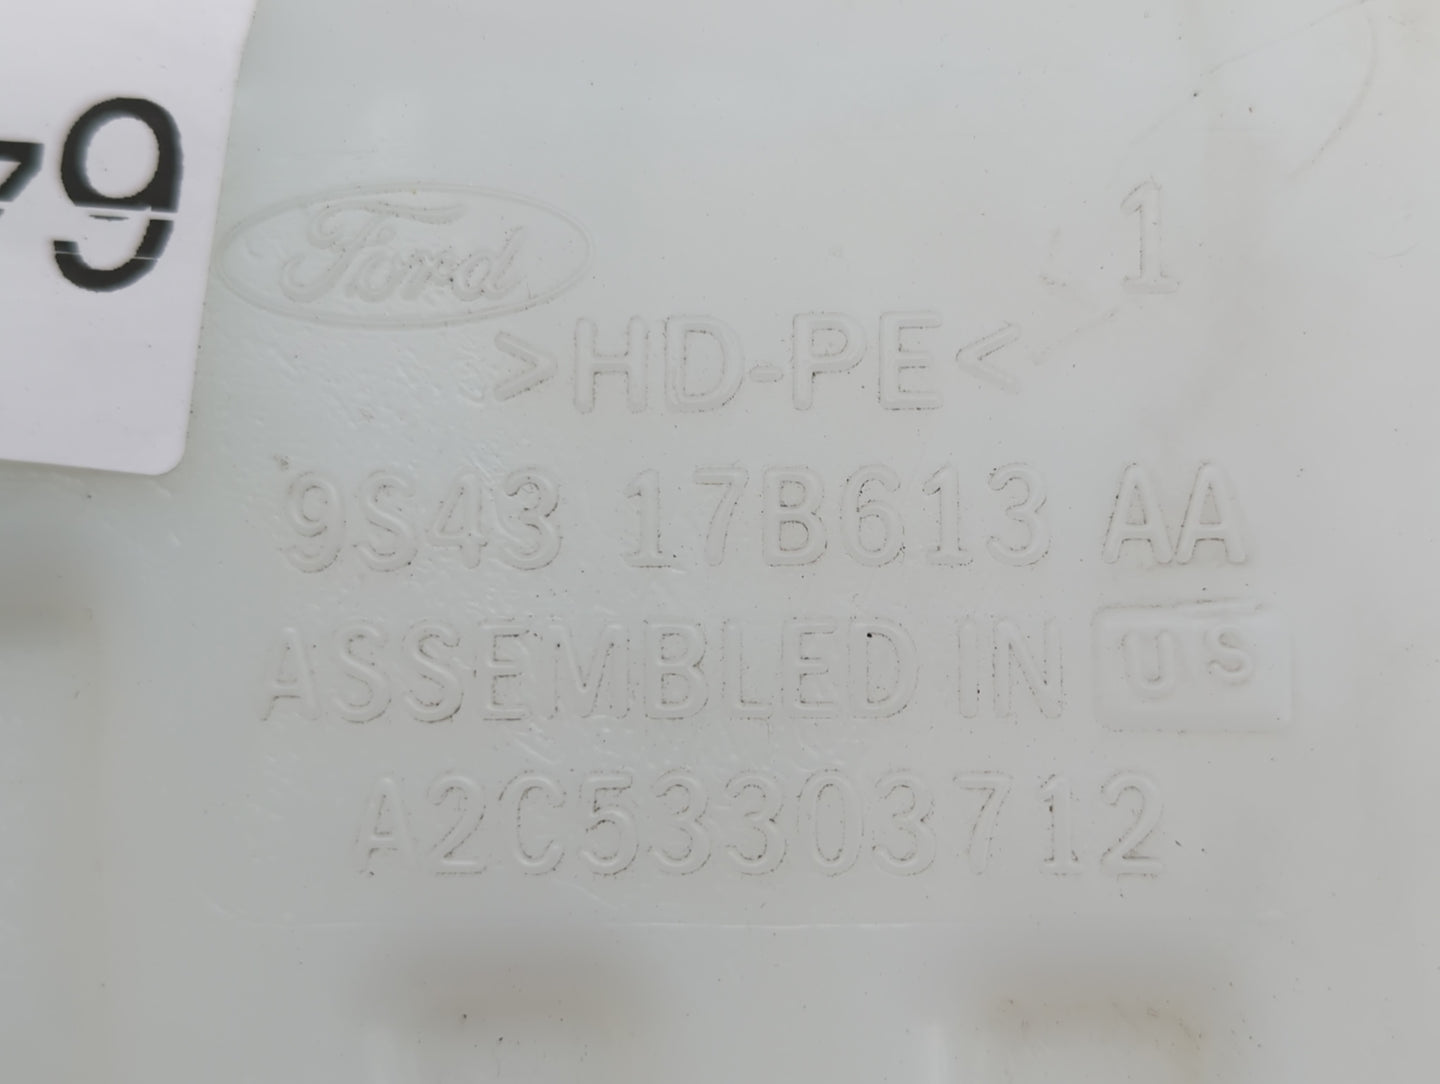 79
Ford
1
>HD-PE<
9S43 17B613 AA
ASSEMBLED IN US
A2C53303712